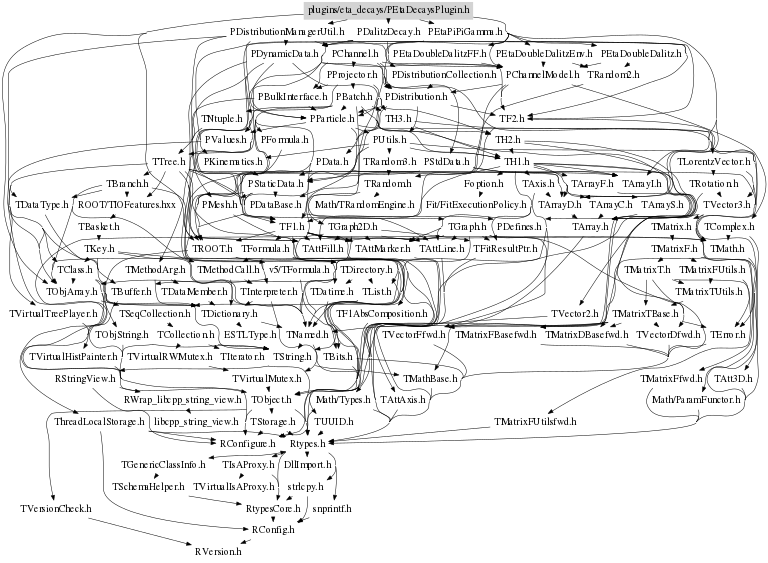 plugins/eta_decays/PEtaDecaysPlugin.h
PDistributionManagerUtil.h PDalitzDecay.h PEtaPiPiGamma.h
PDynamicData.h PChannel.h PEtaDoubleDalitzFF.h PEtaDoubleDalitzEnv.h PEtaDoubleDalitz.h
PProjector.h PDistributionCollection.h PChannelModel.h TRandom2.h
PBulkInterface.h PBatch.h PDistribution.h
TNtuple.h PParticle.h TH3.h TF2.h
PValues.h PFormula.h PUtils.h TH2.h
TTree.h PKinematics.h PData.h TRandom3.h PStdData.h TH1.h TLorentzVector.h
TBranch.h PStaticData.h TRandom.h Foption.h TAxis.h TArrayF.h TArrayI.h TRotation.h
TDataType.h ROOT/TIOFeatures.hxx PMesh.h PDataBase.h Math/TRandomEngine.h Fit/FitExecutionPolicy.h TArrayD.h TArrayC.h TArrayS.h TVector3.h
TBasket.h TF1.h TGraph2D.h TGraph.h PDefines.h TArray.h TMatrix.h TComplex.h
TKey.h TROOT.h TFormula.h TAttFill.h TAttMarker.h TAttLine.h TFitResultPtr.h TMatrixF.h TMath.h
TClass.h TMethodArg.h TMethodCall.h v5/TFormula.h TDirectory.h TMatrixT.h TMatrixFUtils.h
TObjArray.h TBuffer.h TDataMember.h TInterpreter.h TDatime.h TList.h TMatrixTUtils.h
TVirtualTreePlayer.h TSeqCollection.h TDictionary.h TF1AbsComposition.h TVector2.h TMatrixTBase.h
TObjString.h TCollection.h ESTLType.h TNamed.h TVectorFfwd.h TMatrixFBasefwd.h TMatrixDBasefwd.h TVectorDfwd.h TError.h
TVirtualHistPainter.h TVirtualRWMutex.h TIterator.h TString.h TBits.h
RStringView.h TVirtualMutex.h TMathBase.h TMatrixFfwd.h TAtt3D.h
RWrap_libcpp_string_view.h TObject.h Math/Types.h TAttAxis.h Math/ParamFunctor.h
ThreadLocalStorage.h libcpp_string_view.h TStorage.h TUUID.h TMatrixFUtilsfwd.h
RConfigure.h Rtypes.h
TGenericClassInfo.h TIsAProxy.h DllImport.h
TSchemaHelper.h TVirtualIsAProxy.h strlcpy.h
TVersionCheck.h RtypesCore.h snprintf.h
RConfig.h
RVersion.h